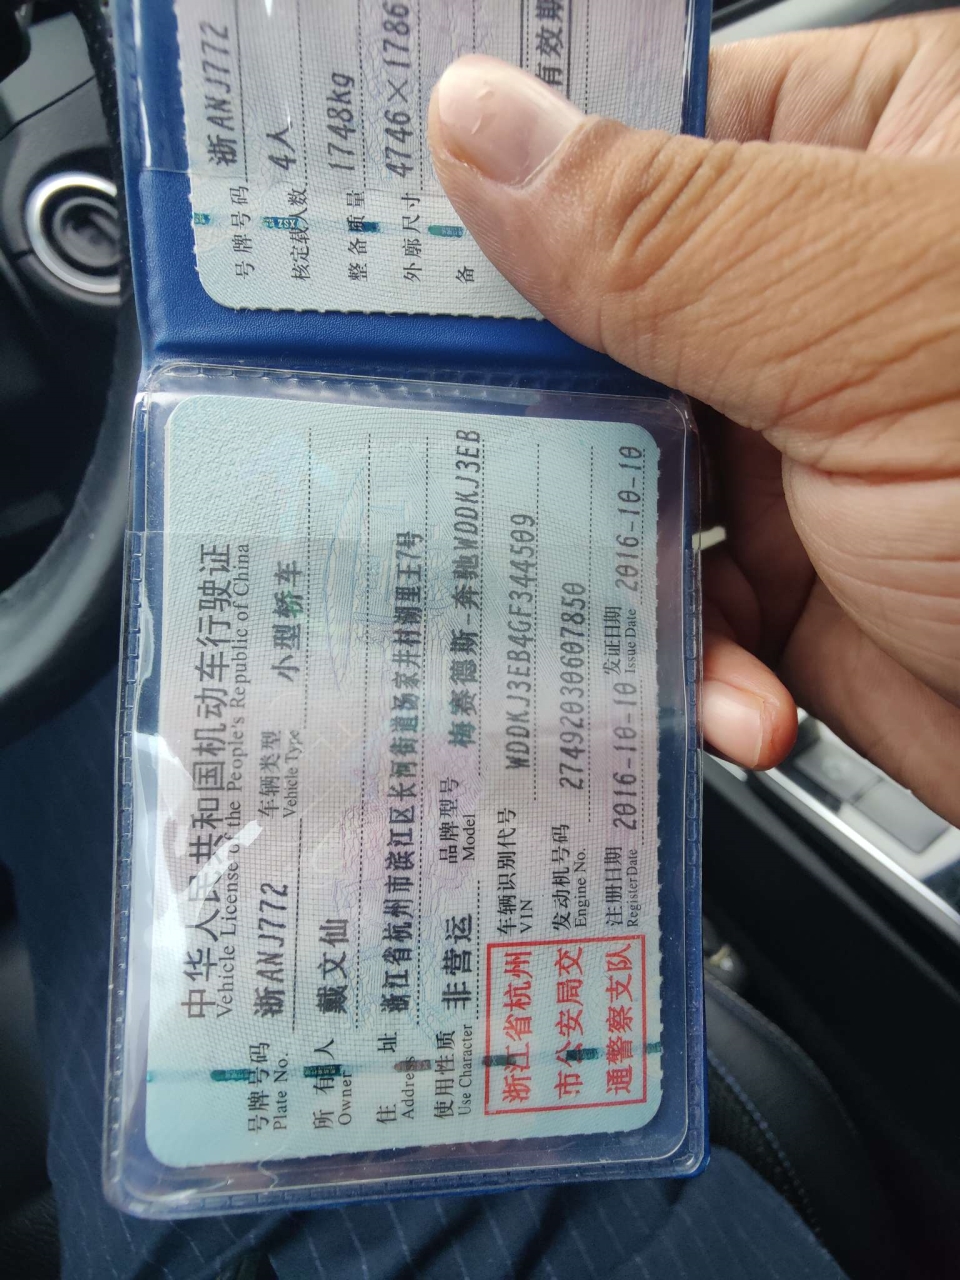 中华人民共和国机动车行驶证
Vehicle License of the People's Republic of China
号牌号码 浙ANJ772 车辆类型 小型轿车
Plate No. Vehicle Type
所有人 戴文仙
Owner
住址 浙江省杭州市滨江区长河街道杨家井村湖里王7号
Address
使用性质 非营运 品牌型号 梅赛德斯-奔驰WDDKJ3EB
Use Character Model
浙江省杭州
市公安局交
通警察支队
车辆识别代号 WDDKJ3EB4GF344509
VIN
发动机号码 27492030607850
Engine No.
注册日期 2016-10-10 发证日期 2016-10-10
Register Date Issue Date
号牌号码 浙ANJ772
核定载人数 4人
整备质量 1748kg
外廓尺寸 4746×1786
备
有效期